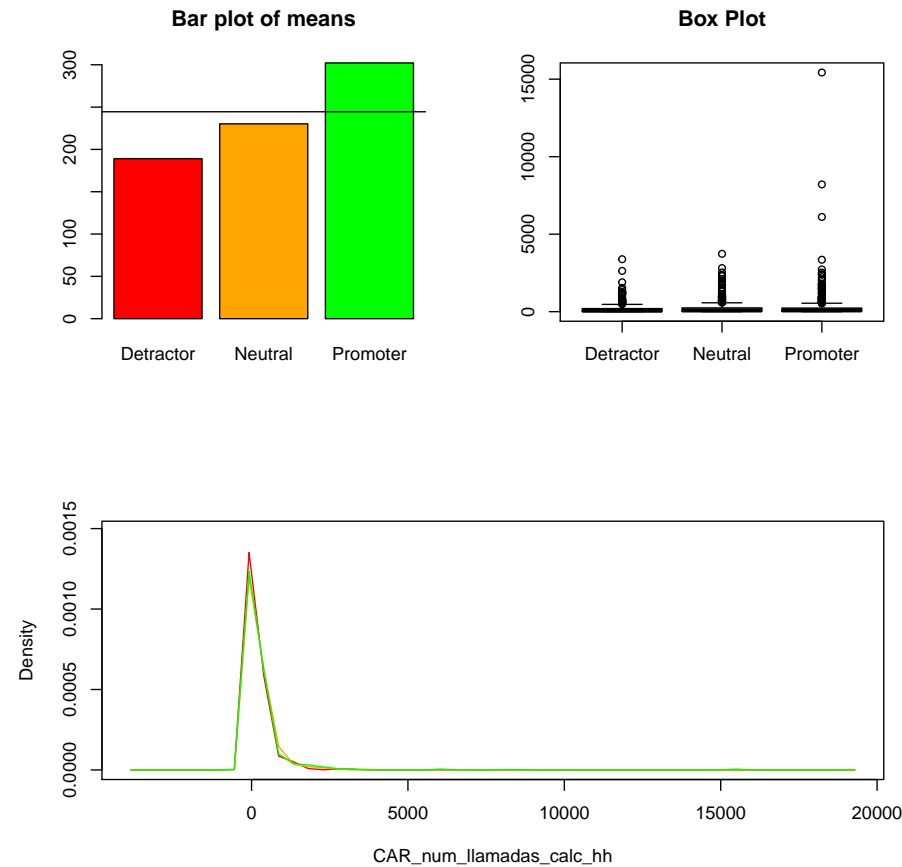 Bar plot of means
300
200
100
50
0
Detractor Neutral Promoter
Box Plot
15000
10000
5000
0
Detractor Neutral Promoter
0.0015
0.0010
0.0005
0.0000
Density
0 5000 10000 15000 20000
CAR_num_llamadas_calc_hh